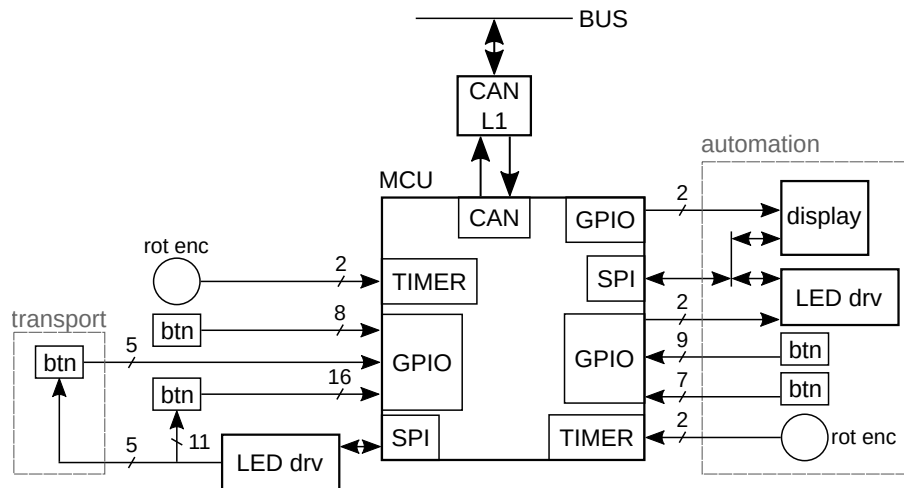 BUS
CAN
L1
automation
MCU
2
CAN
GPIO
display
rot enc
2
TIMER
SPI
LED drv
transport
btn
8
2
btn
5
GPIO
GPIO
9
btn
btn
16
7
btn
5
11
LED drv
SPI
TIMER
2
rot enc